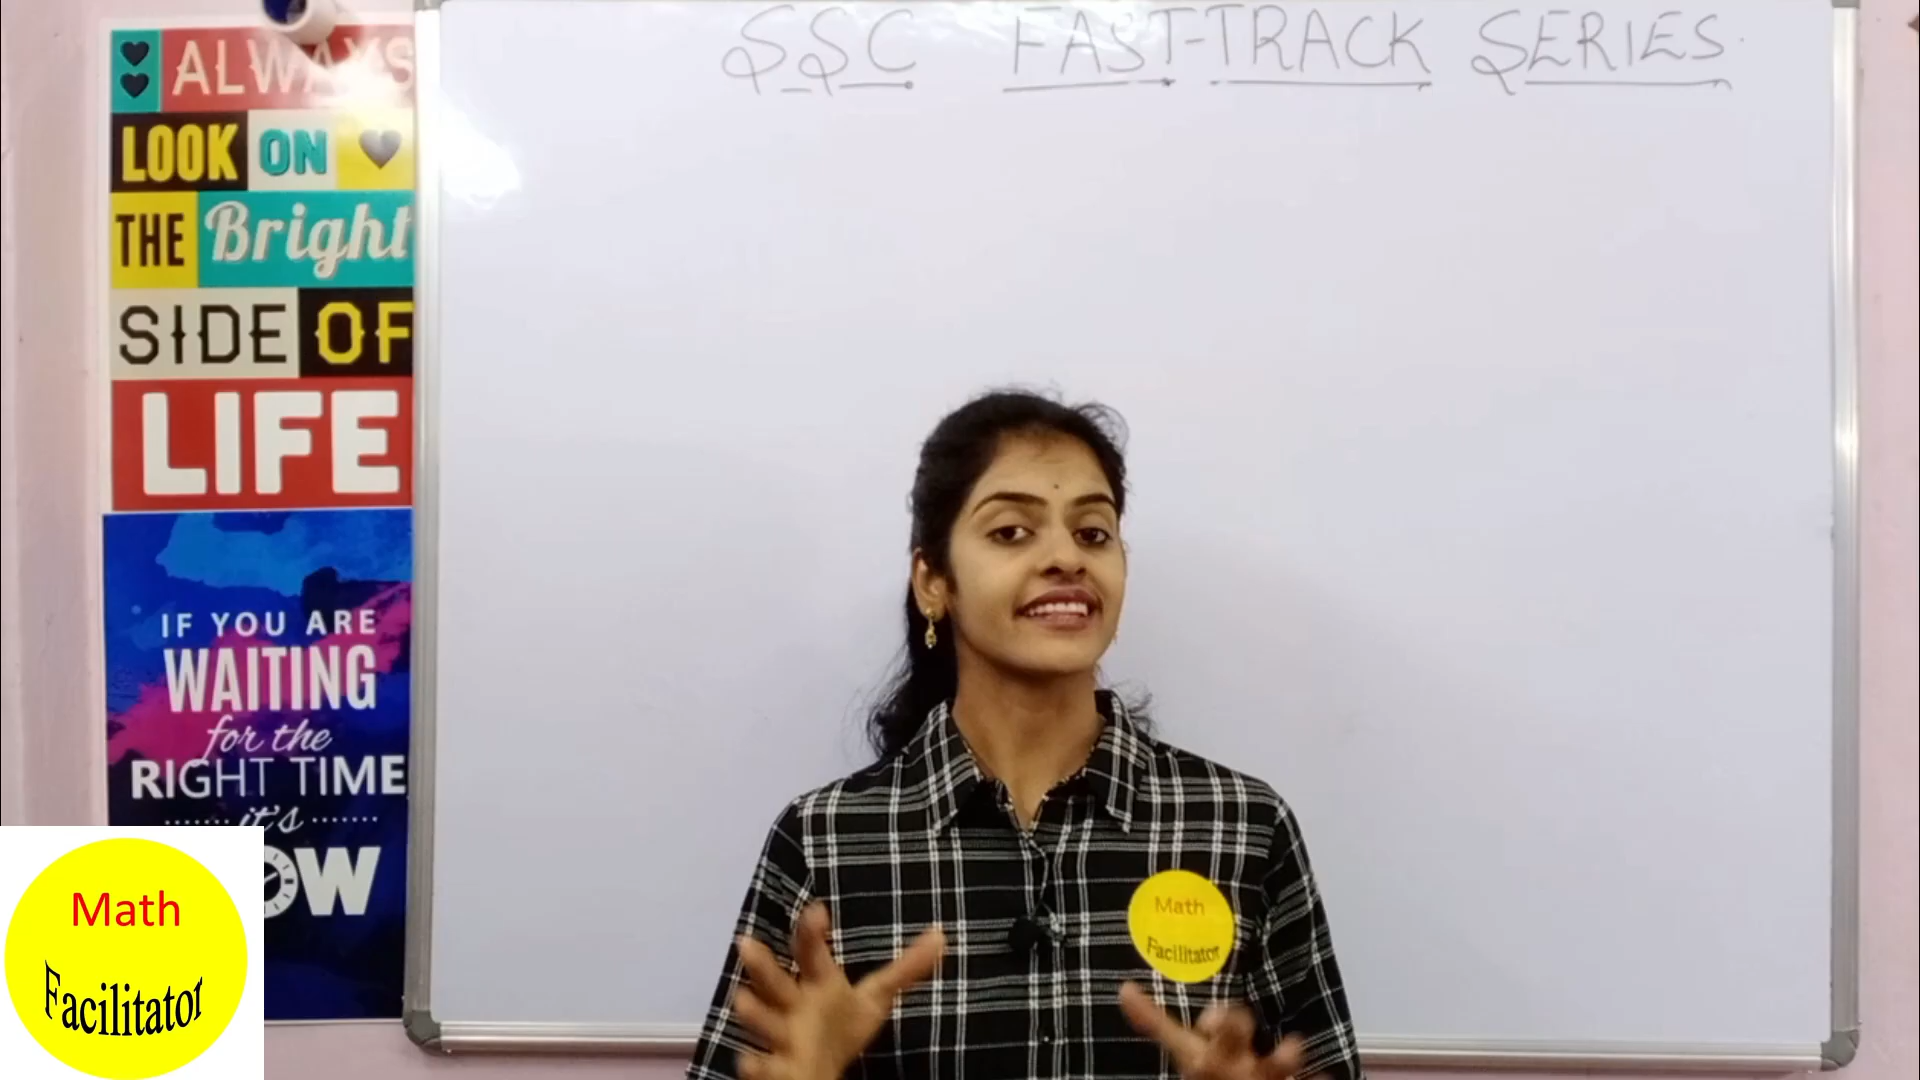 SSC FAST-TRACK SERIES
ALWAYS
LOOK ON
THE Bright
SIDE OF
LIFE
IF YOU ARE
WAITING
for the
RIGHT TIME
it's
Math
Facilitator
Math
Facilitator